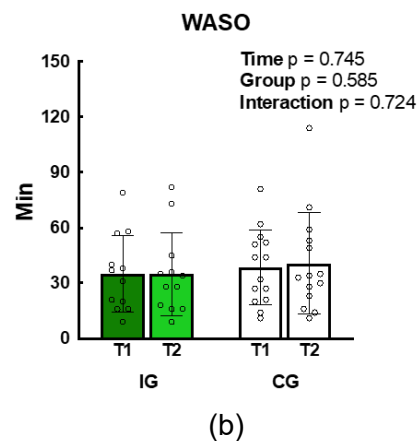 WASO
Time p = 0.745
Group p = 0.585
Interaction p = 0.724
150
120
90
60
30
0
Min
T1 T2 T1 T2
IG CG
(b)